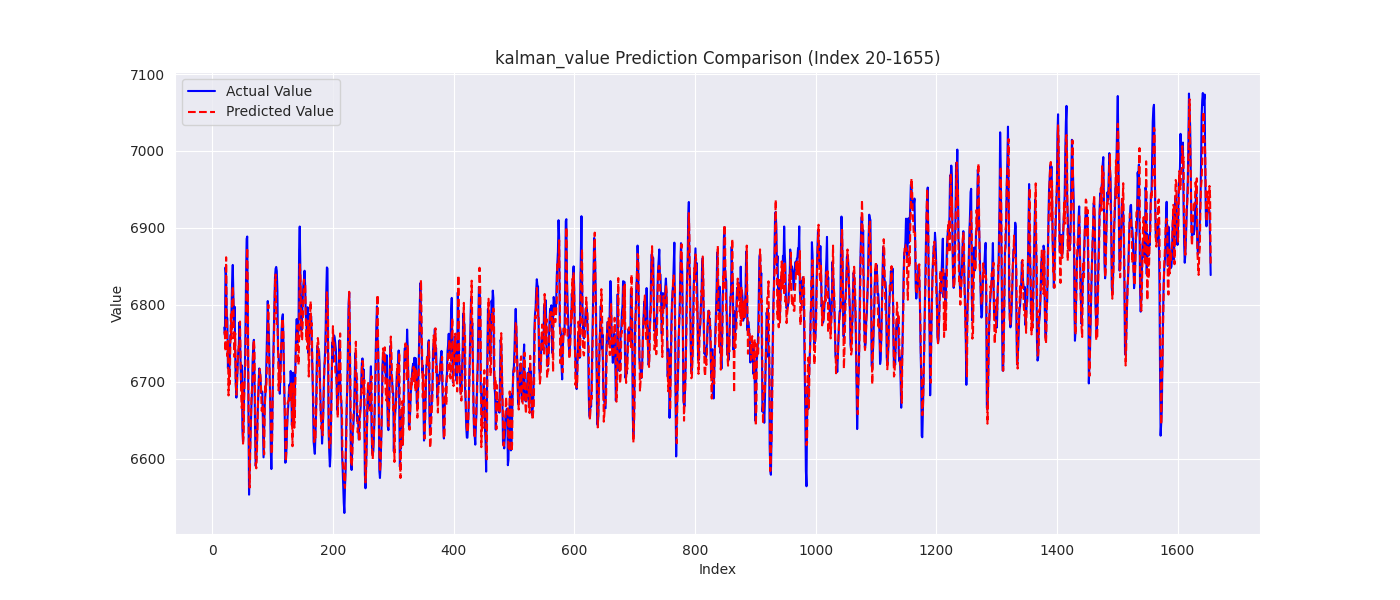 kalman_value Prediction Comparison (Index 20-1655)
Actual Value
Predicted Value
Value
7100
7000
6900
6800
6700
6600
0 200 400 600 800 1000 1200 1400 1600
Index